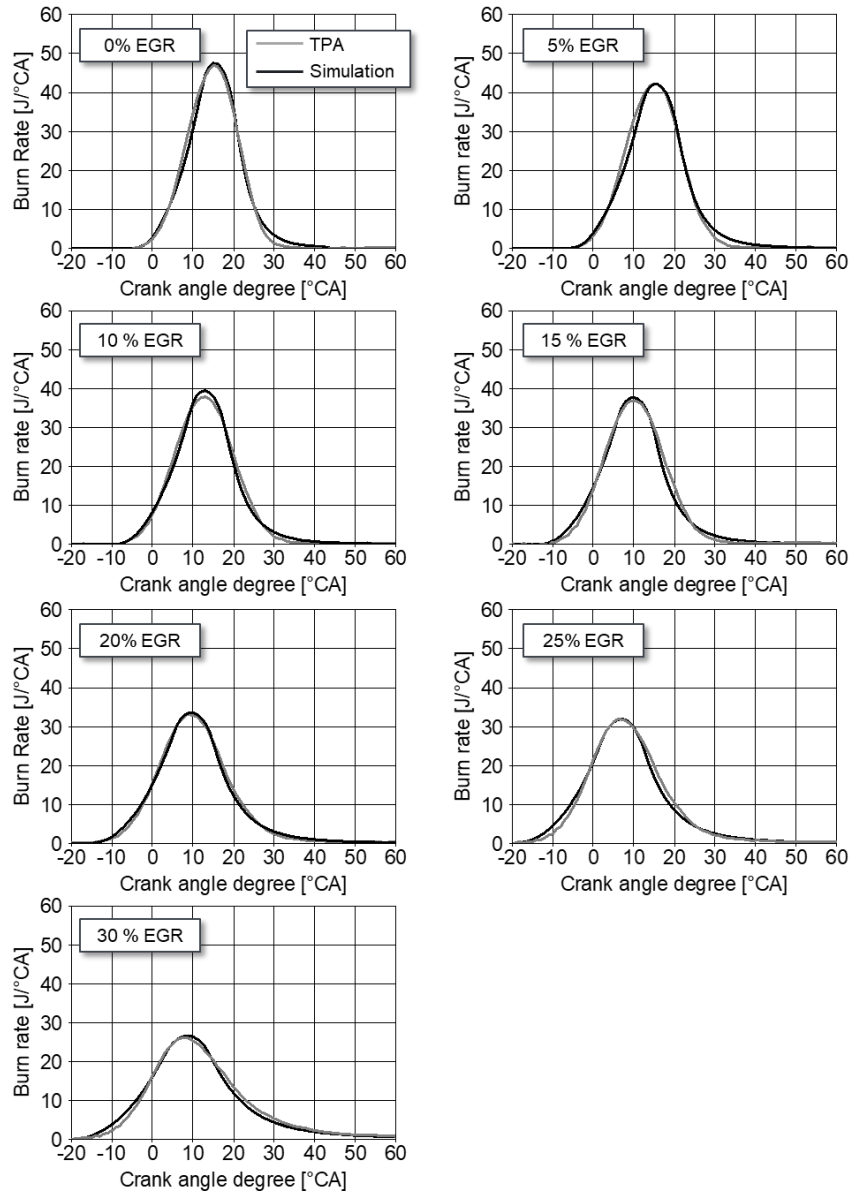 0% EGR
TPA
Simulation
Burn Rate [J/°CA]
60
50
40
30
20
10
0
-20 -10 0 10 20 30 40 50 60
Crank angle degree [°CA]
5% EGR
Burn rate [J/°CA]
60
50
40
30
20
10
0
-20 -10 0 10 20 30 40 50 60
Crank angle degree [°CA]
10 % EGR
Burn rate [J/°CA]
60
50
40
30
20
10
0
-20 -10 0 10 20 30 40 50 60
Crank angle degree [°CA]
15 % EGR
Burn rate [J/°CA]
60
50
40
30
20
10
0
-20 -10 0 10 20 30 40 50 60
Crank angle degree [°CA]
20% EGR
Burn Rate [J/°CA]
60
50
40
30
20
10
0
-20 -10 0 10 20 30 40 50 60
Crank angle degree [°CA]
25% EGR
Burn rate [J/°CA]
60
50
40
30
20
10
0
-20 -10 0 10 20 30 40 50 60
Crank angle degree [°CA]
30 % EGR
Burn rate [J/°CA]
60
50
40
30
20
10
0
-20 -10 0 10 20 30 40 50 60
Crank angle degree [°CA]